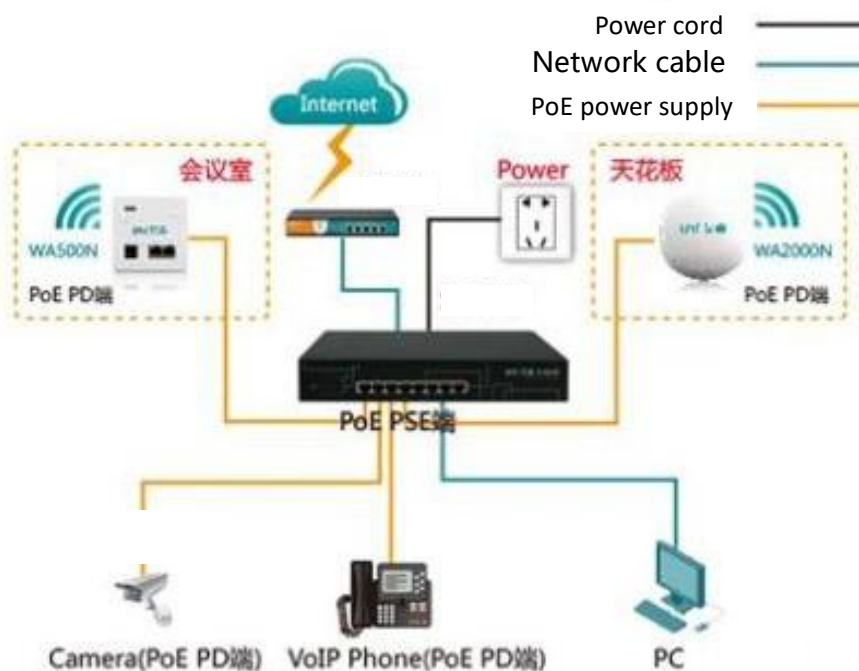 Power cord
Network cable
PoE power supply
Internet
会议室
Power
天花板
WA500N
WA2000N
PoE PD端
PoE PD端
PoE PSE端
Camera(PoE PD端)
VoIP Phone(PoE PD端)
PC